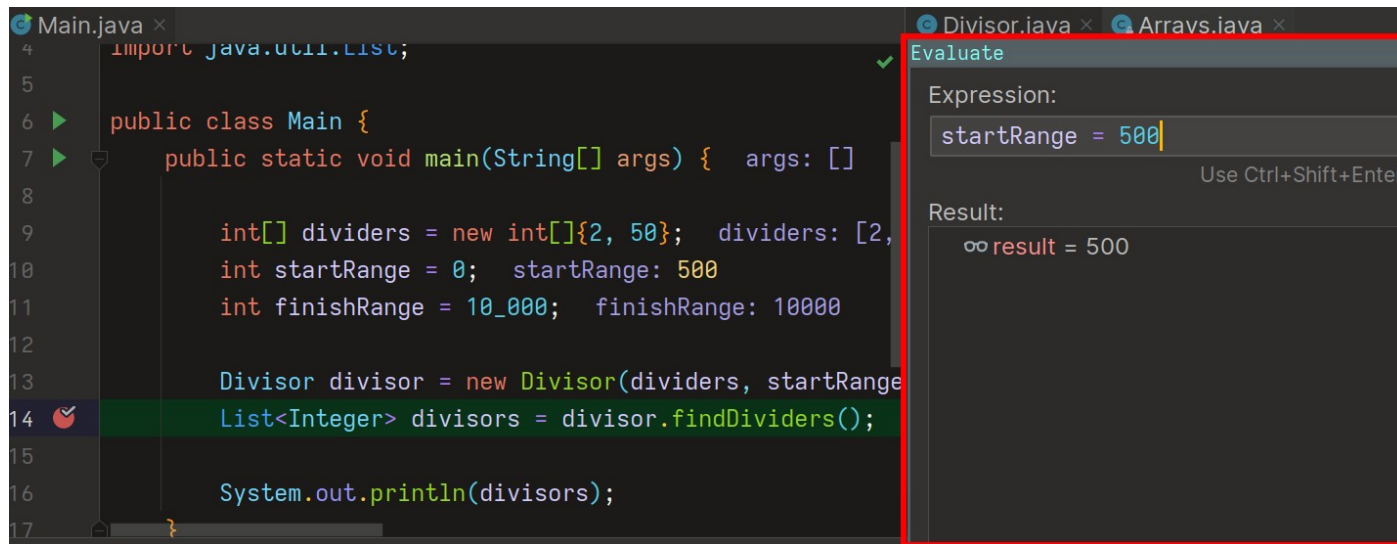 Main.java ×
4 import java.util.List;
5
6 public class Main {
7 public static void main(String[] args) { args: []
8
9 int[] dividers = new int[]{2, 50}; dividers: [2,
10 int startRange = 0; startRange: 500
11 int finishRange = 10_000; finishRange: 10000
12
13 Divisor divisor = new Divisor(dividers, startRange
14 List<Integer> divisors = divisor.findDividers();
15
16 System.out.println(divisors);
17 }
Divisor.java × Arrays.java ×
Evaluate
Expression:
startRange = 500
Use Ctrl+Shift+Ente
Result:
result = 500